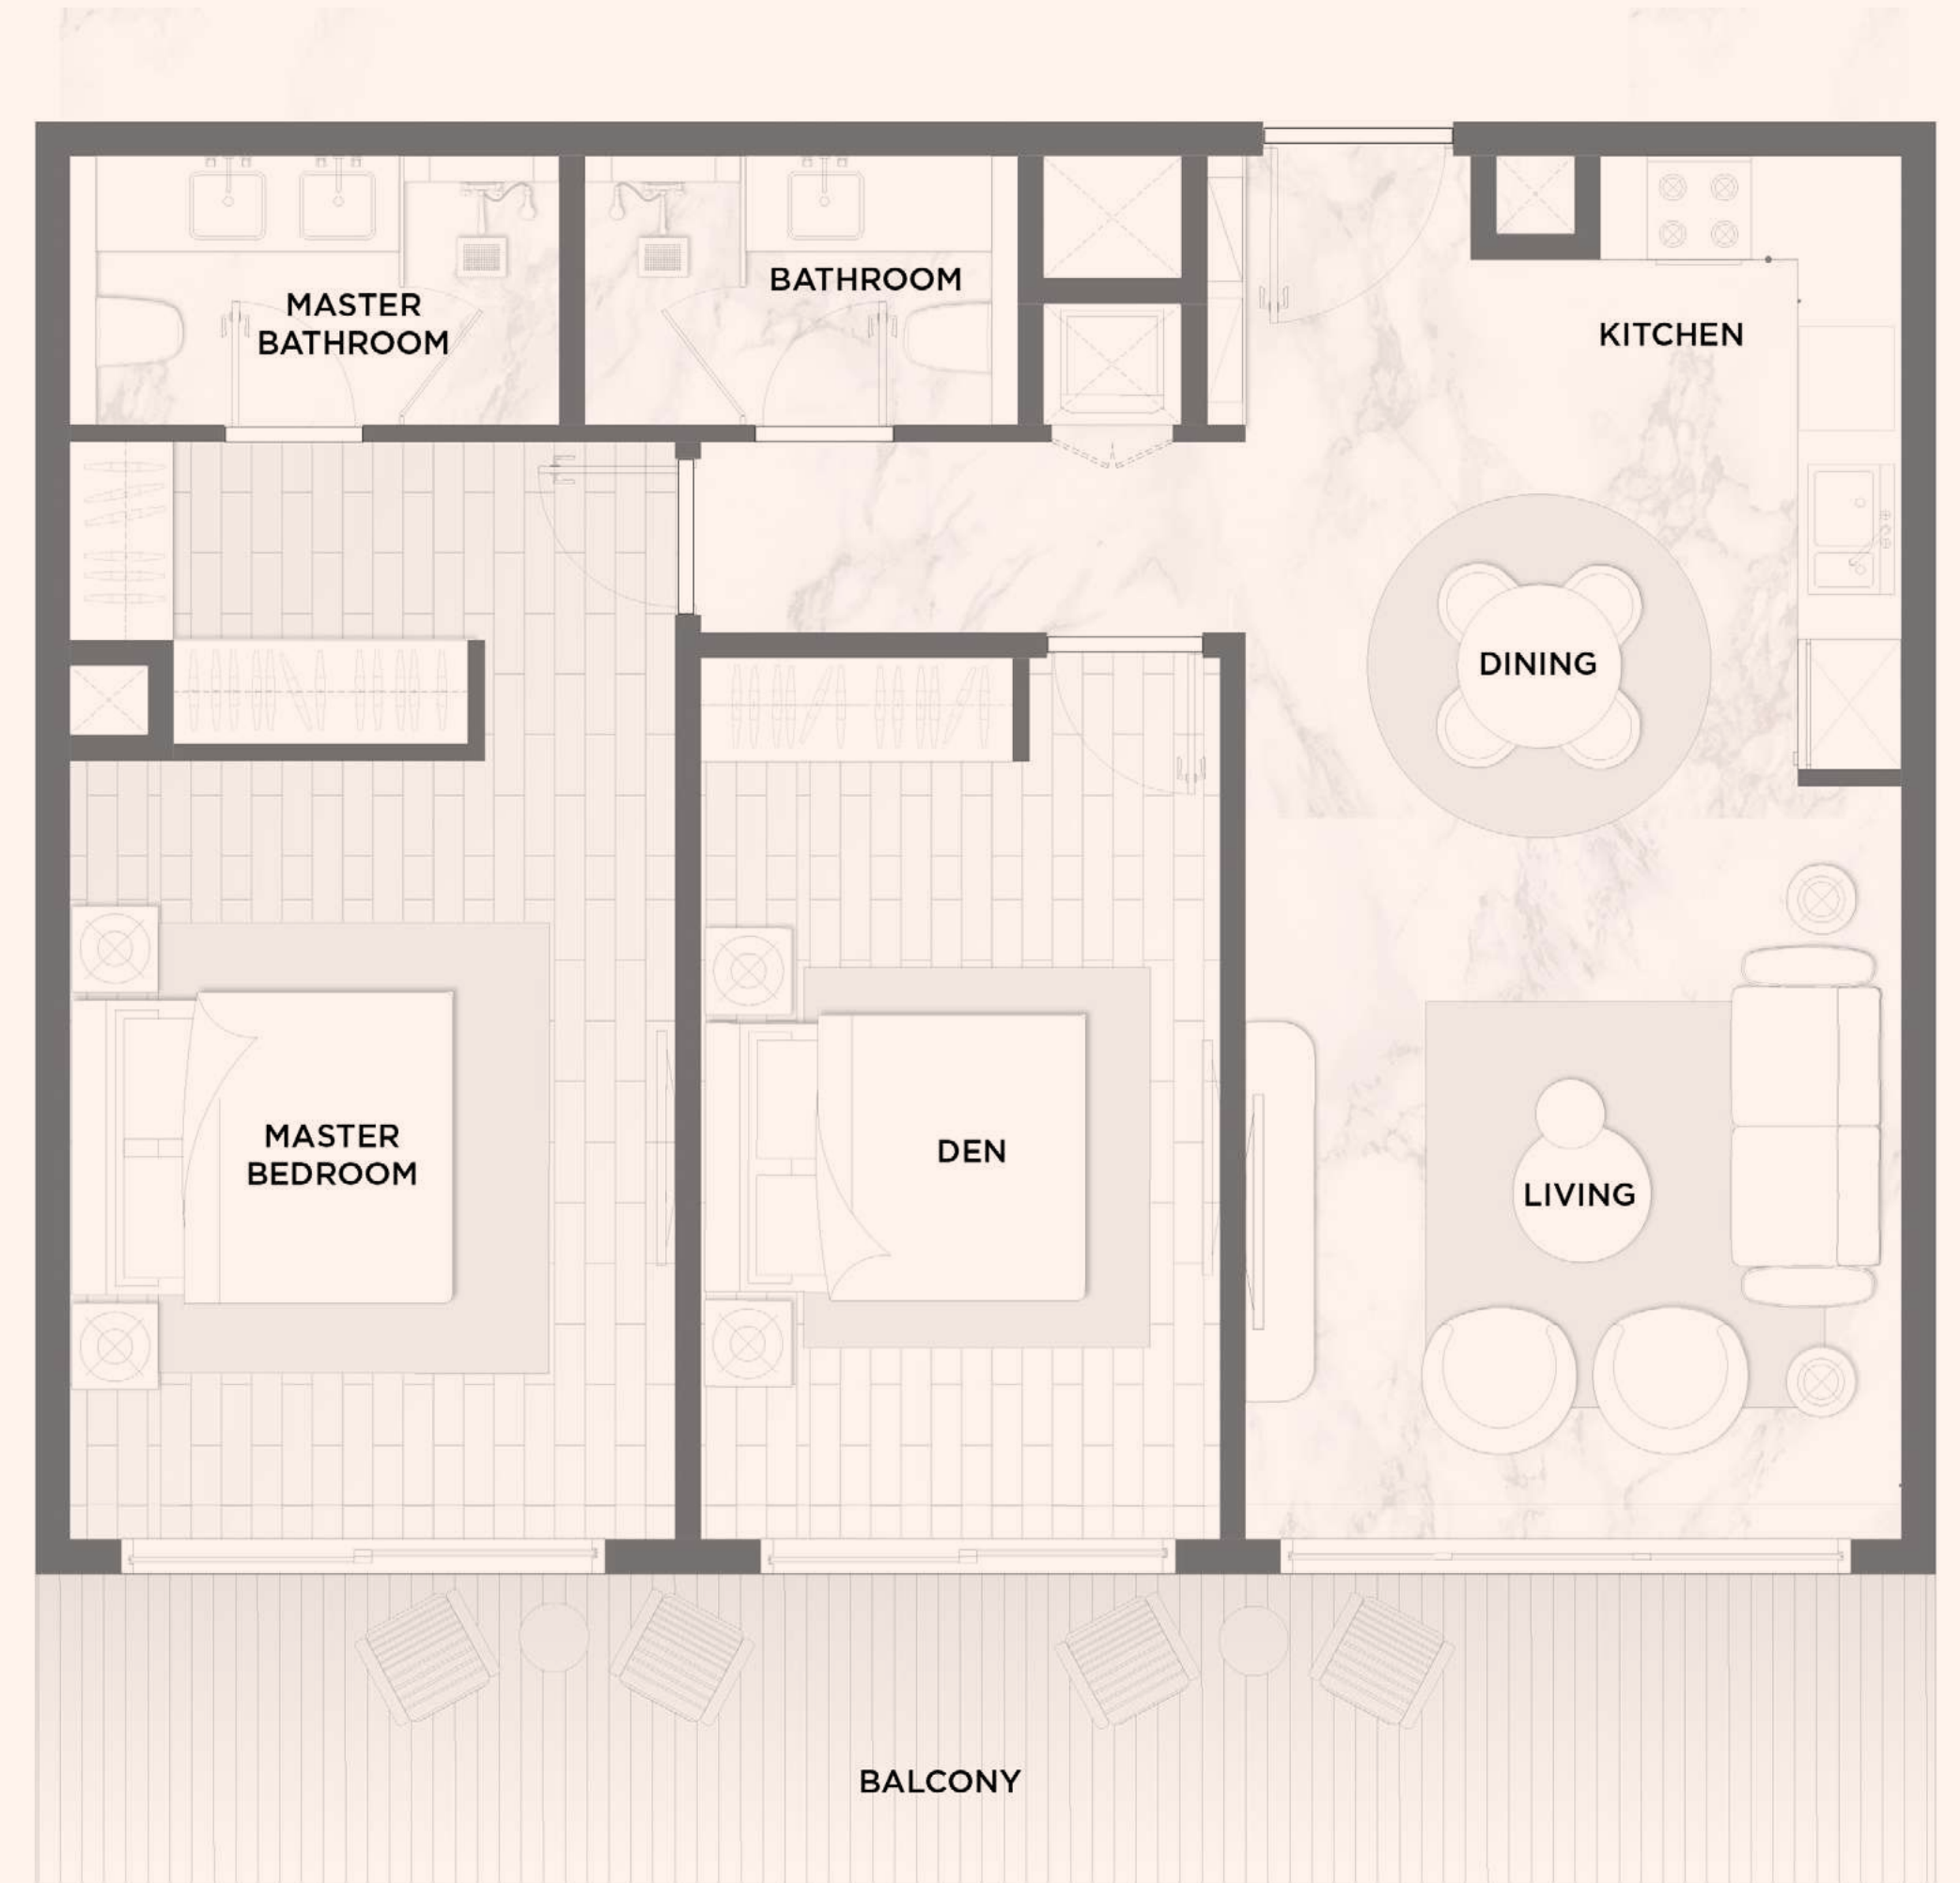 MASTER
BATHROOM
BATHROOM
KITCHEN
DINING
MASTER
BEDROOM
DEN
LIVING
BALCONY